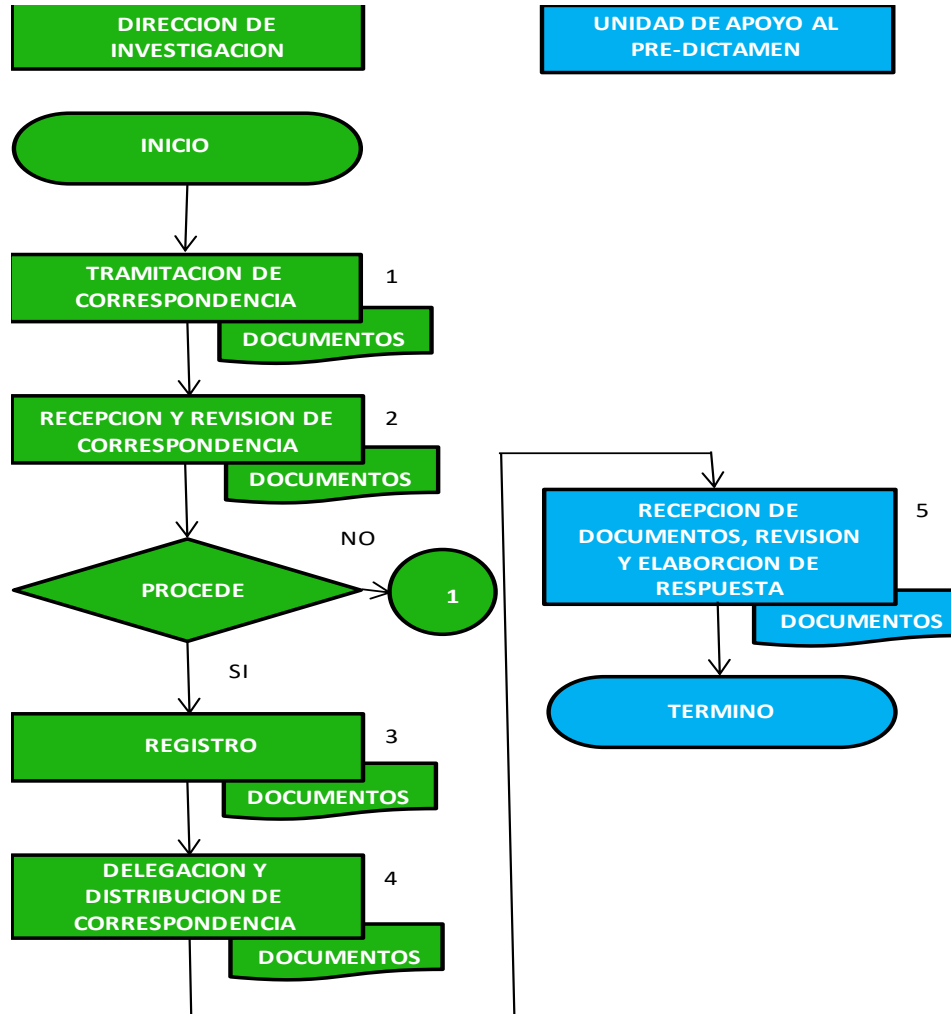 DIRECCION DE
INVESTIGACION
UNIDAD DE APOYO AL
PRE-DICTAMEN
INICIO
TRAMITACION DE
CORRESPONDENCIA
1
DOCUMENTOS
RECEPCION Y REVISION DE
CORRESPONDENCIA
2
DOCUMENTOS
PROCEDE
NO
1
SI
REGISTRO
3
DOCUMENTOS
DELEGACION Y
DISTRIBUCION DE
CORRESPONDENCIA
4
DOCUMENTOS
RECEPCION DE
DOCUMENTOS, REVISION
Y ELABORCION DE
RESPUESTA
5
DOCUMENTOS
TERMINO